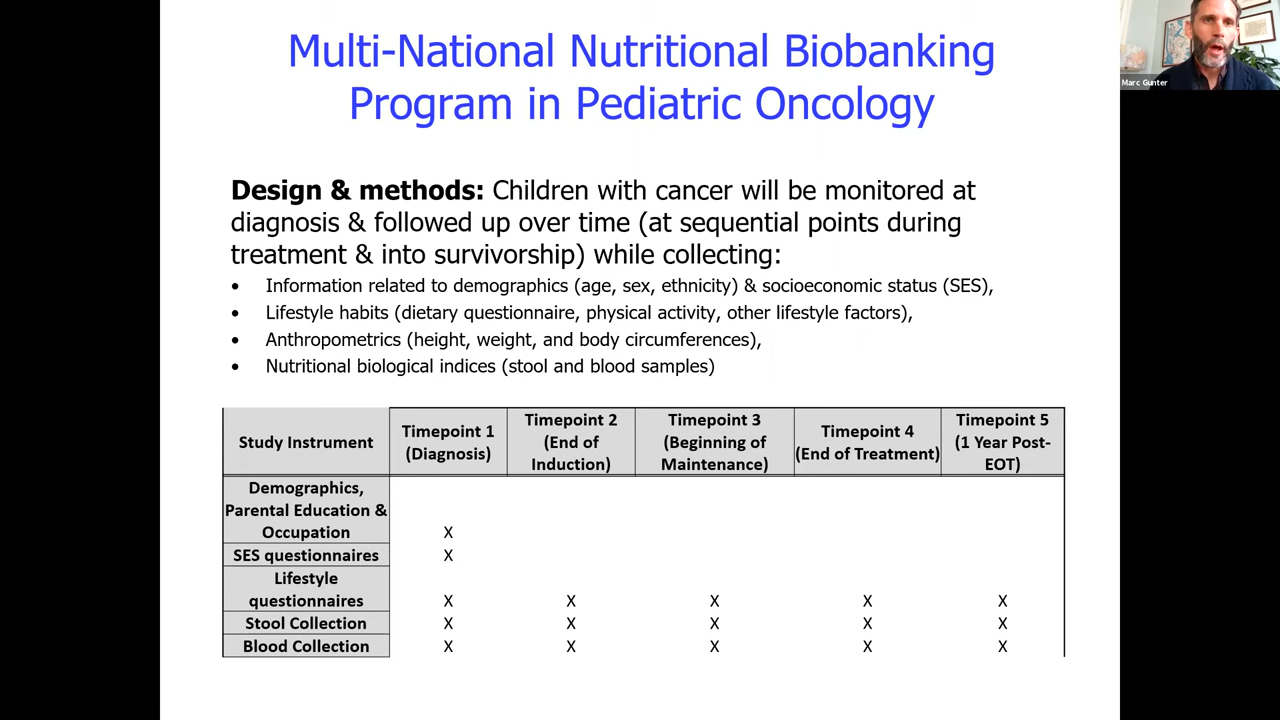 Multi-National Nutritional Biobanking
Program in Pediatric Oncology
Marc Gunter
Design & methods: Children with cancer will be monitored at
diagnosis & followed up over time (at sequential points during
treatment & into survivorship) while collecting:
• Information related to demographics (age, sex, ethnicity) & socioeconomic status (SES),
• Lifestyle habits (dietary questionnaire, physical activity, other lifestyle factors),
• Anthropometrics (height, weight, and body circumferences),
• Nutritional biological indices (stool and blood samples)
Study Instrument
Timepoint 1
(Diagnosis)
Timepoint 2
(End of
Induction)
Timepoint 3
(Beginning of
Maintenance)
Timepoint 4
(End of Treatment)
Timepoint 5
(1 Year Post-
EOT)
Demographics,
Parental Education &
Occupation X
SES questionnaires X
Lifestyle
questionnaires X X X X X
Stool Collection X X X X X
Blood Collection X X X X X